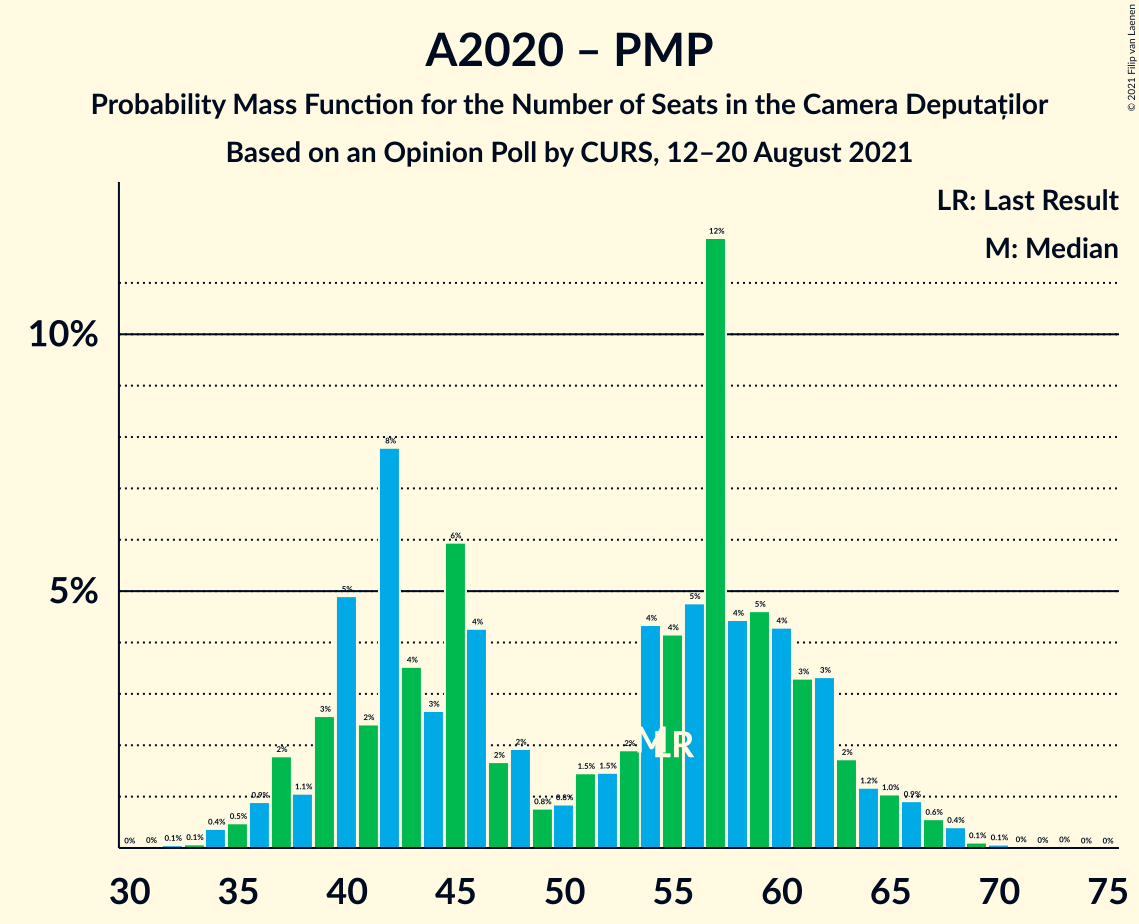 A2020 – PMP
Probability Mass Function for the Number of Seats in the Camera Deputaților
Based on an Opinion Poll by CURS, 12–20 August 2021
© 2021 Filip van Laenen
LR: Last Result
M: Median
10%
5%
0% 0% 0.1% 0.1% 0.4% 0.5% 0.9% 2% 1.1% 3% 5% 2% 8% 4% 3% 6% 4% 2% 2% 0.8% 0.8% 1.5% 1.5% 2% 4% 4% 5% 12% 4% 5% 4% 3% 3% 2% 1.2% 1.0% 0.9% 0.6% 0.4% 0.1% 0.1% 0% 0% 0% 0% 0%
M LR
30 35 40 45 50 55 60 65 70 75